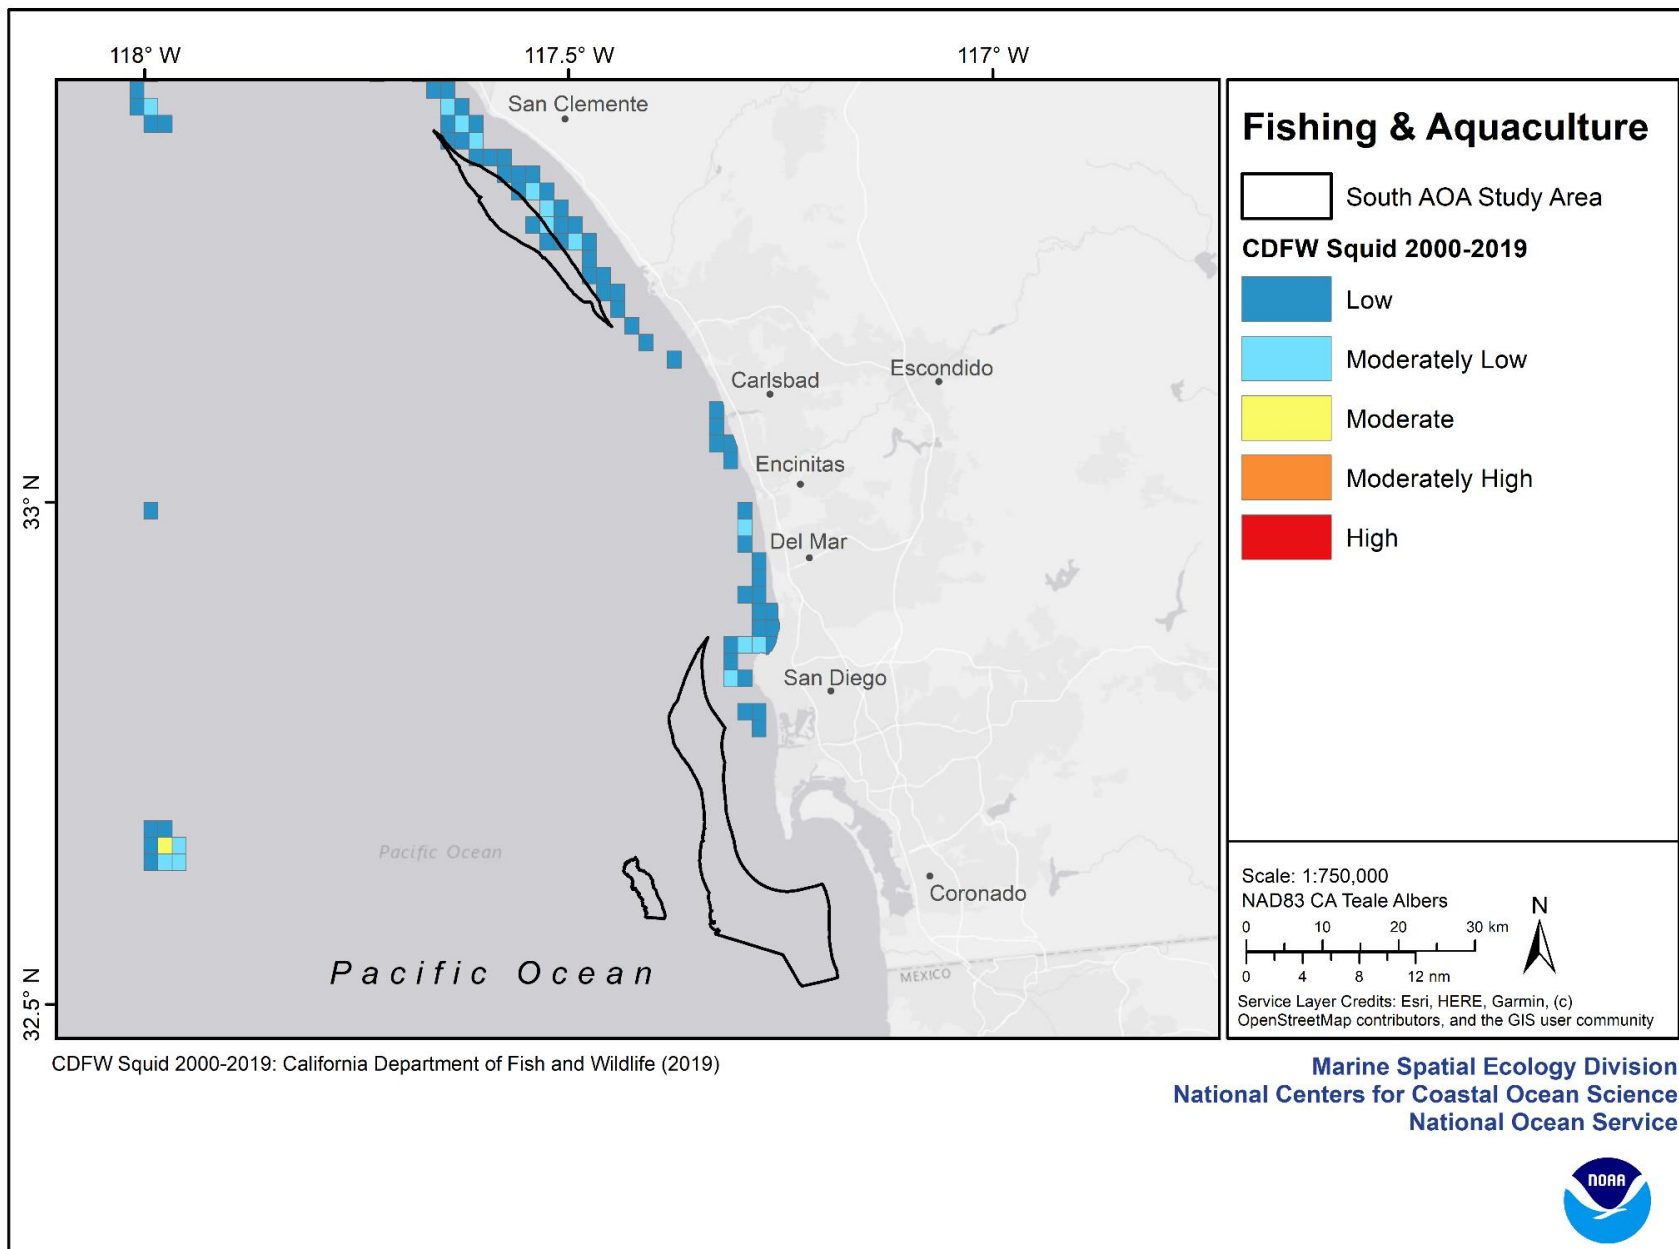 118° W
117.5° W
117° W
33° N
32.5° N
San Clemente
Carlsbad
Escondido
Encinitas
Del Mar
San Diego
Coronado
Pacific Ocean
Pacific Ocean
MEXICO
Fishing & Aquaculture
South AOA Study Area
CDFW Squid 2000-2019
Low
Moderately Low
Moderate
Moderately High
High
Scale: 1:750,000
NAD83 CA Teale Albers
0 10 20 30 km
0 4 8 12 nm
N
Service Layer Credits: Esri, HERE, Garmin, (c)
OpenStreetMap contributors, and the GIS user community
CDFW Squid 2000-2019: California Department of Fish and Wildlife (2019)
Marine Spatial Ecology Division
National Centers for Coastal Ocean Science
National Ocean Service
NOAA